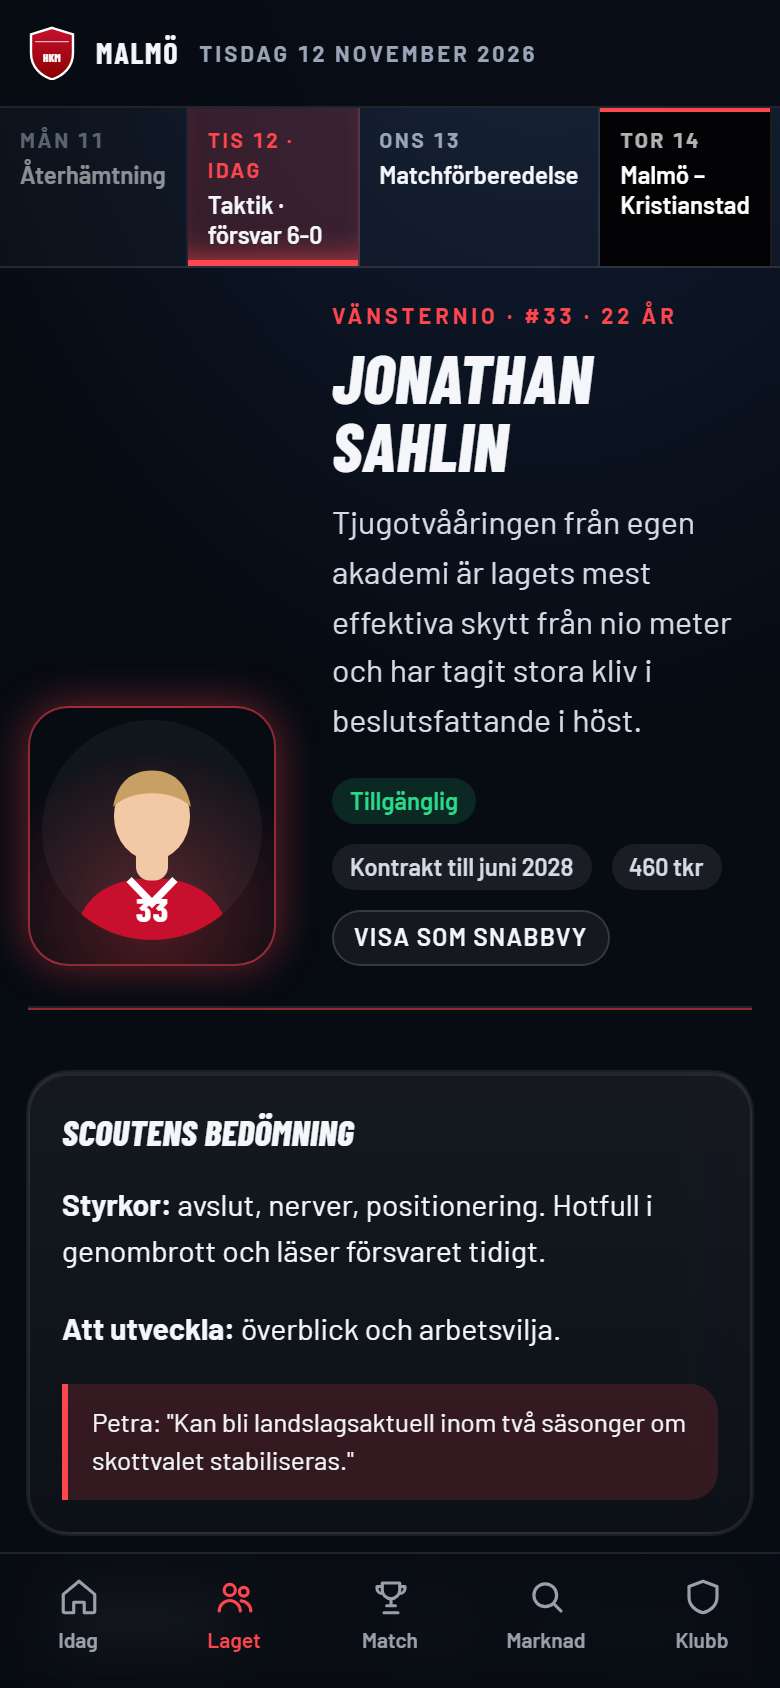 HKM
MALMÖ TISDAG 12 NOVEMBER 2026
MÅN 11
Återhämtning
TIS 12 ·
IDAG
Taktik ·
försvar 6-0
ONS 13
Matchförberedelse
TOR 14
Malmö –
Kristianstad
VÄNSTERNIO · #33 · 22 ÅR
JONATHAN
SAHLIN
Tjugotvååringen från egen
akademi är lagets mest
effektiva skytt från nio meter
och har tagit stora kliv i
beslutsfattande i höst.
33
Tillgänglig
Kontrakt till juni 2028
460 tkr
VISA SOM SNABBVY
SCOUTENS BEDÖMNING
Styrkor: avslut, nerver, positionering. Hotfull i
genombrott och läser försvaret tidigt.
Att utveckla: överblick och arbetsvilja.
Petra: "Kan bli landslagsaktuell inom två säsonger om
skottvalet stabiliseras."
Idag
Laget
Match
Marknad
Klubb